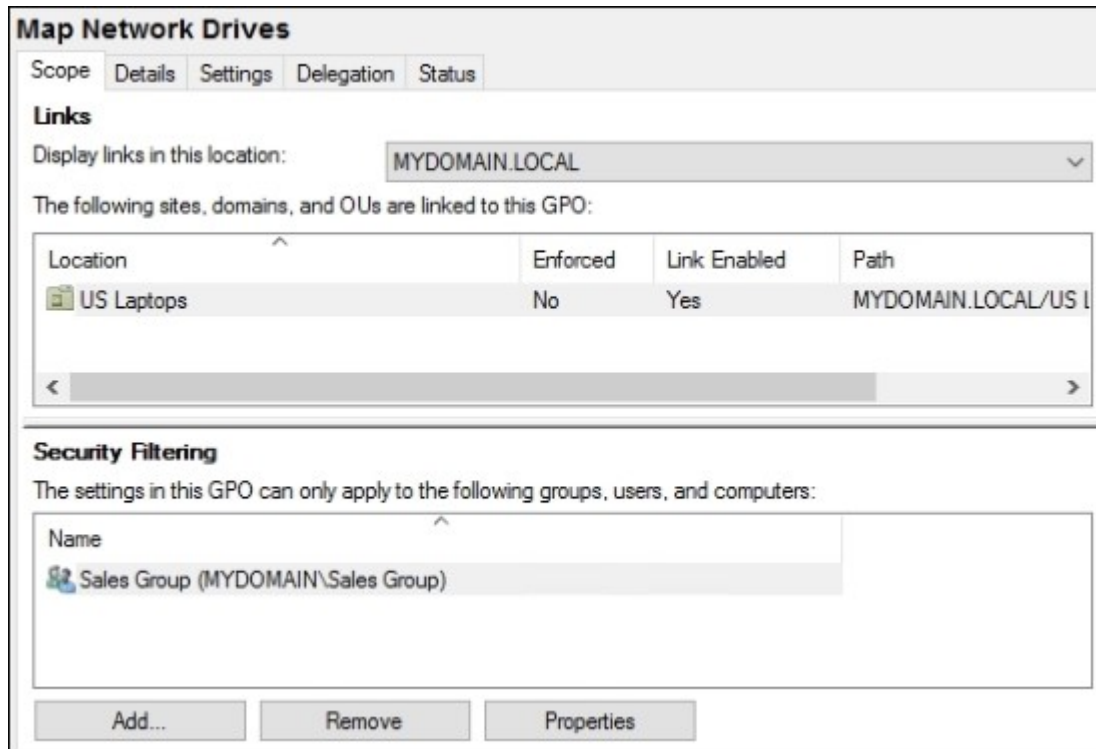 Map Network Drives
Scope Details Settings Delegation Status
Links
Display links in this location: MYDOMAIN.LOCAL
The following sites, domains, and OUs are linked to this GPO:
Location Enforced Link Enabled Path
US Laptops No Yes MYDOMAIN.LOCAL/US L
Security Filtering
The settings in this GPO can only apply to the following groups, users, and computers:
Name
Sales Group (MYDOMAIN\Sales Group)
Add... Remove Properties